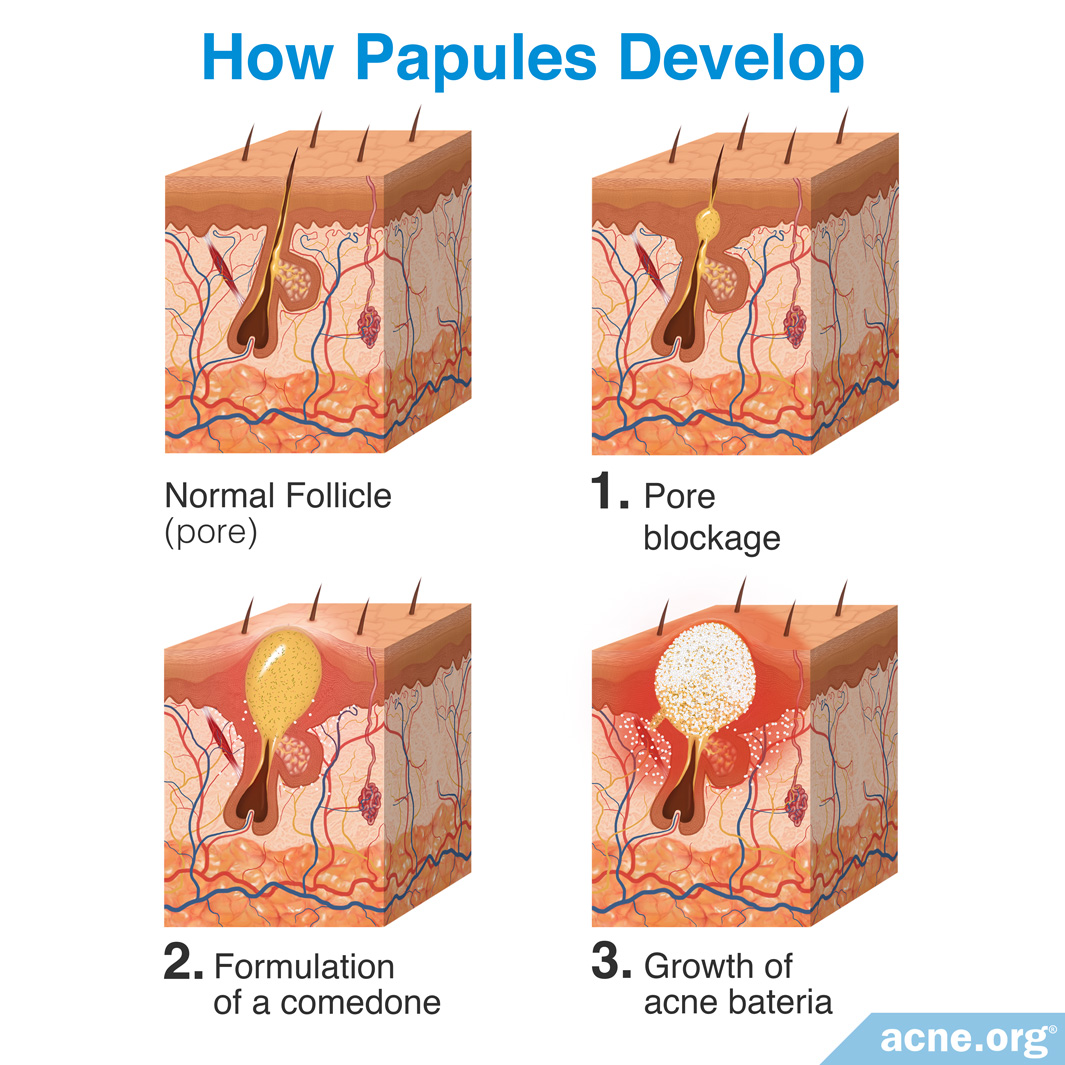 How Papules Develop
Normal Follicle
(pore)
1. Pore
blockage
2. Formulation
of a comedone
3. Growth of
acne bateria
acne.org®